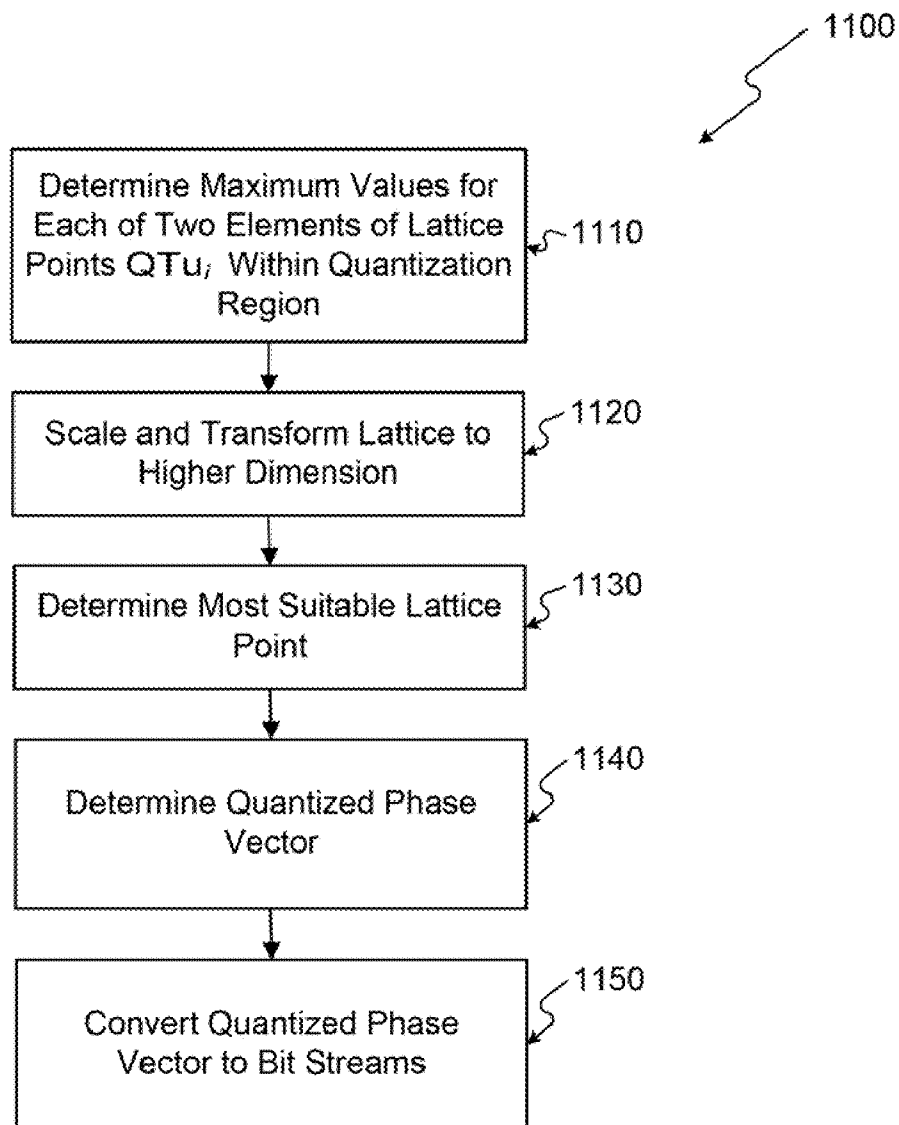 1100
Determine Maximum Values for
Each of Two Elements of Lattice
Points QTuᵢ Within Quantization
Region
1110
Scale and Transform Lattice to
Higher Dimension
1120
Determine Most Suitable Lattice
Point
1130
Determine Quantized Phase
Vector
1140
Convert Quantized Phase
Vector to Bit Streams
1150